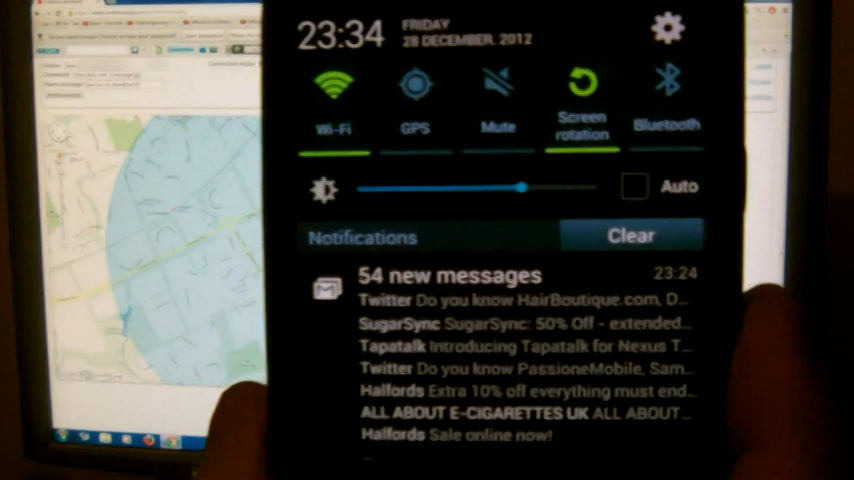 23:34
FRIDAY
28 DECEMBER, 2012
Wi-Fi
GPS
Mute
Screen rotation
Bluetooth
Auto
Notifications
Clear
54 new messages
23:24
Twitter Do you know HairBoutique.com, D...
SugarSync SugarSync: 50% Off - extended...
Tapatalk Introducing Tapatalk for Nexus T...
Twitter Do you know PassioneMobile, Sam...
Halfords Extra 10% off everything must end...
ALL ABOUT E-CIGARETTES UK ALL ABOUT...
Halfords Sale online now!